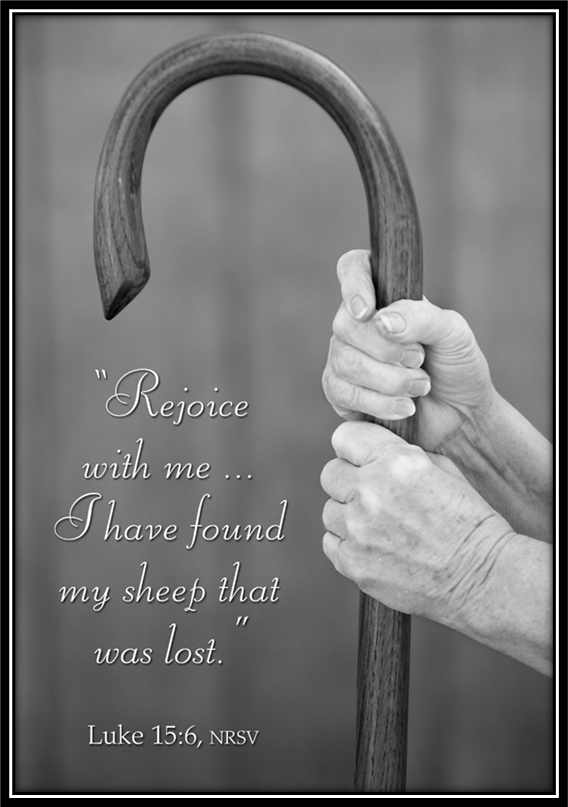 "Rejoice
with me ...
I have found
my sheep that
was lost."
Luke 15:6, NRSV